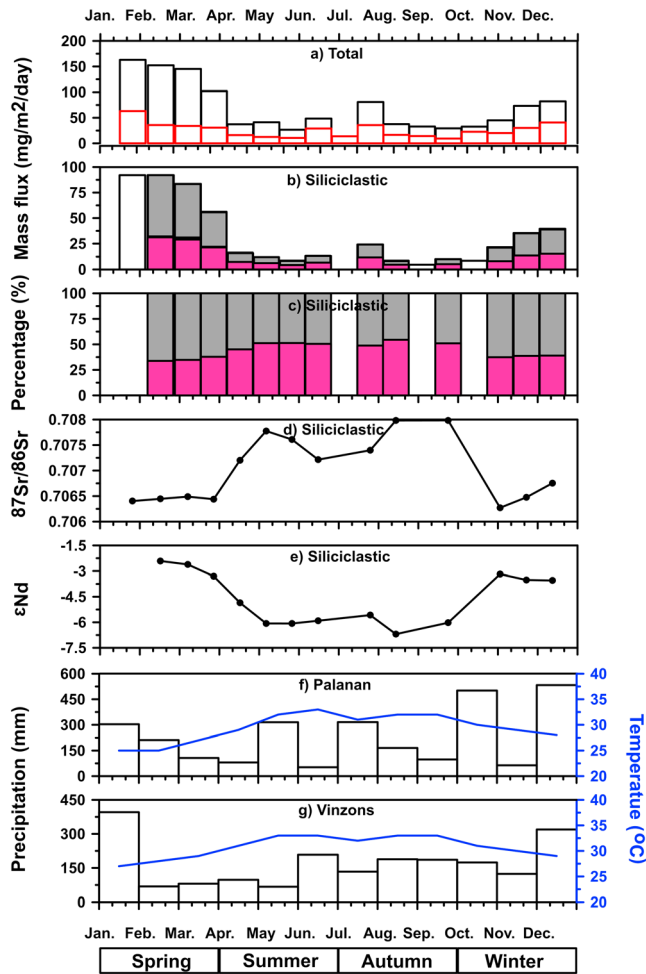 Jan. Feb. Mar. Apr. May Jun. Jul. Aug. Sep. Oct. Nov. Dec.
Mass flux (mg/m2/day)
200
150
100
50
0
a) Total
100
75
50
25
0
b) Siliciclastic
Percentage (%)
100
75
50
25
0
c) Siliciclastic
87Sr/86Sr
0.708
0.7075
0.707
0.7065
0.706
d) Siliciclastic
εNd
-1.5
-3
-4.5
-6
-7.5
e) Siliciclastic
Precipitation (mm)
600
450
300
150
0
f) Palanan
40
35
30
25
20
Temperatue (⁰C)
450
300
150
0
g) Vinzons
40
35
30
25
20
Jan. Feb. Mar. Apr. May Jun. Jul. Aug. Sep. Oct. Nov. Dec.
Spring Summer Autumn Winter